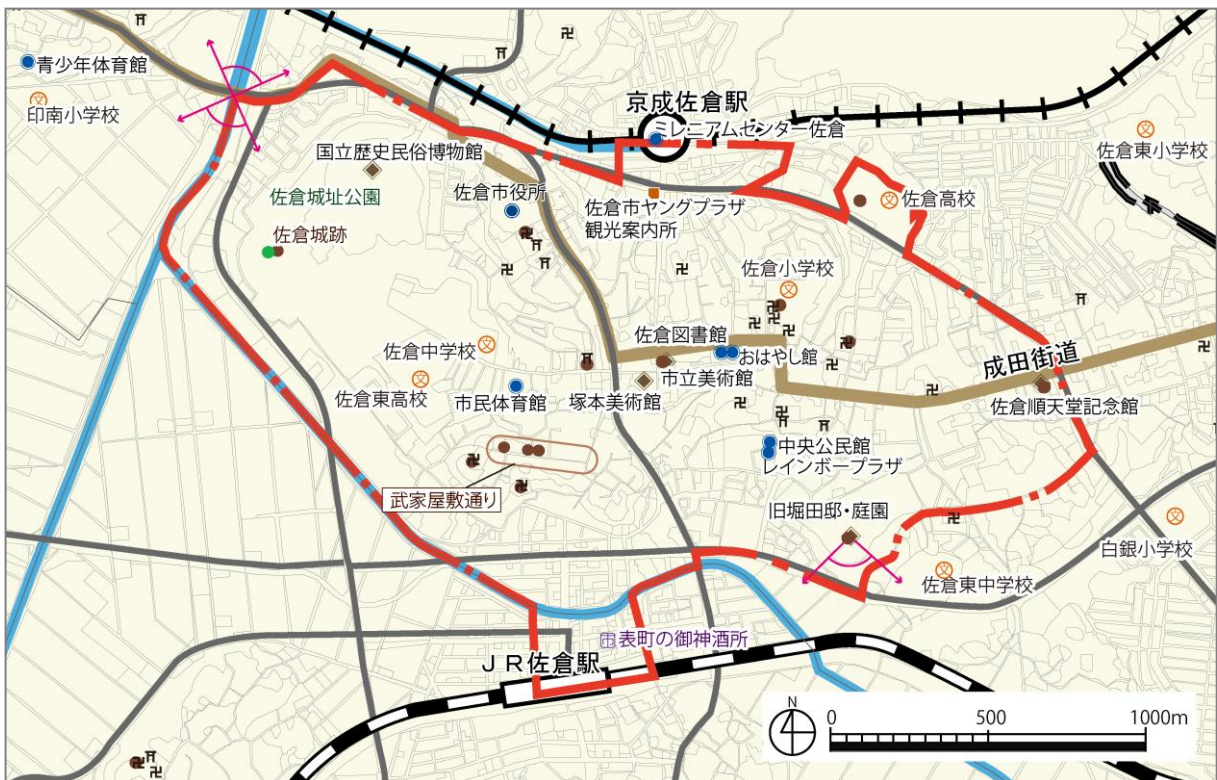 青少年体育館
印南小学校
京成佐倉駅
ミレニアムセンター佐倉
佐倉東小学校
国立歴史民俗博物館
佐倉市役所
佐倉城址公園
佐倉市ヤングプラザ
観光案内所
佐倉高校
佐倉城跡
佐倉小学校
佐倉図書館
おはやし館
佐倉中学校
市立美術館
成田街道
佐倉東高校
市民体育館
塚本美術館
佐倉順天堂記念館
中央公民館
レインボープラザ
武家屋敷通り
旧堀田邸・庭園
白銀小学校
佐倉東中学校
表町の御神酒所
JR佐倉駅
N
0 500 1000m